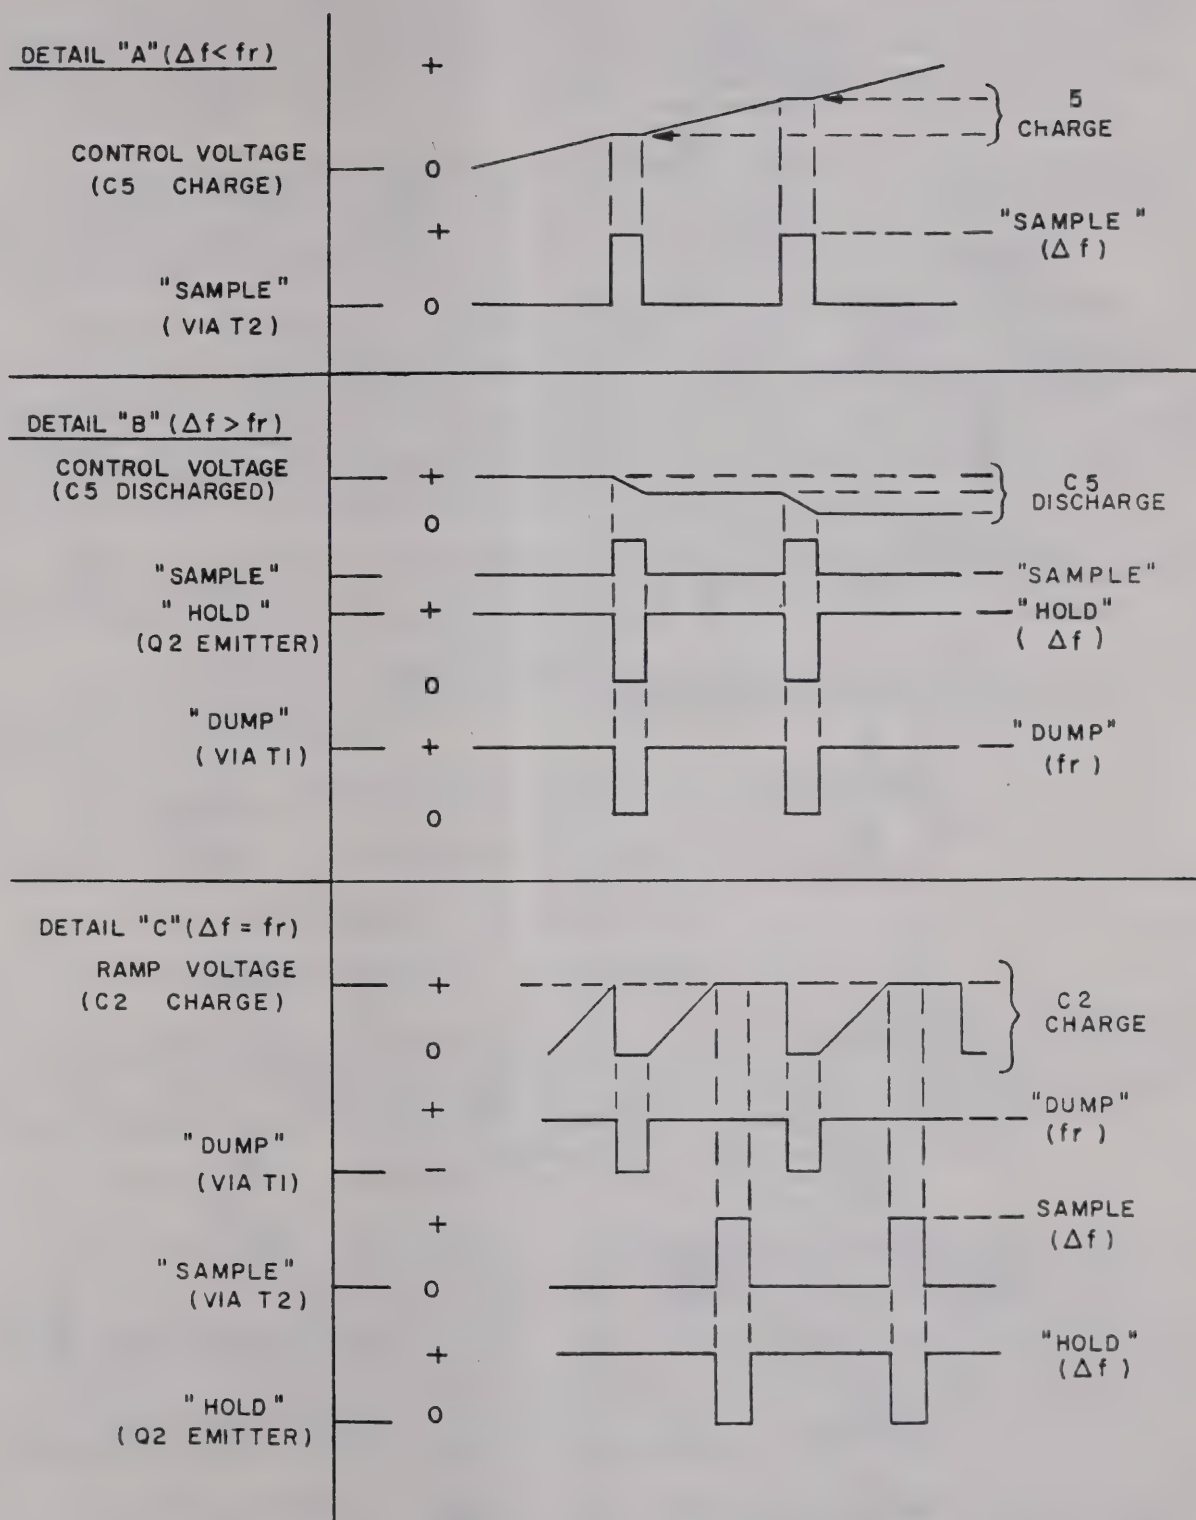 DETAIL "A" (Δf < fr)
+
CONTROL VOLTAGE
(C5 CHARGE)
0
5
CHARGE
+
"SAMPLE"
(Δf)
"SAMPLE"
(VIA T2)
0
DETAIL "B" (Δf > fr)
CONTROL VOLTAGE
(C5 DISCHARGED)
+
0
C5
DISCHARGE
"SAMPLE"
"SAMPLE"
"HOLD"
(Q2 EMITTER)
+
0
"HOLD"
(Δf)
"DUMP"
(VIA T1)
+
0
"DUMP"
(fr)
DETAIL "C" (Δf = fr)
RAMP VOLTAGE
(C2 CHARGE)
+
0
C2
CHARGE
+
"DUMP"
(fr)
"DUMP"
(VIA T1)
−
+
SAMPLE
(Δf)
"SAMPLE"
(VIA T2)
0
+
"HOLD"
(Δf)
"HOLD"
(Q2 EMITTER)
0